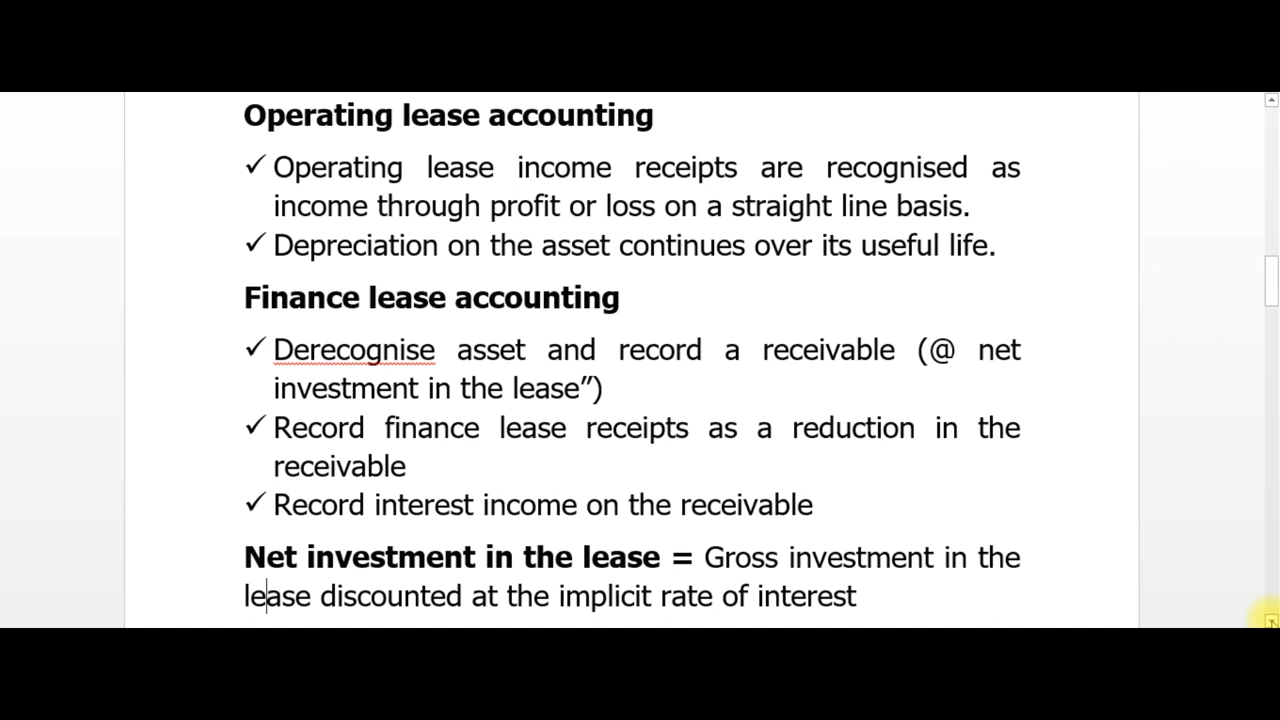 Operating lease accounting
✓ Operating lease income receipts are recognised as
income through profit or loss on a straight line basis.
✓ Depreciation on the asset continues over its useful life.
Finance lease accounting
✓ Derecognise asset and record a receivable (@ net
investment in the lease”)
✓ Record finance lease receipts as a reduction in the
receivable
✓ Record interest income on the receivable
Net investment in the lease = Gross investment in the
lease discounted at the implicit rate of interest